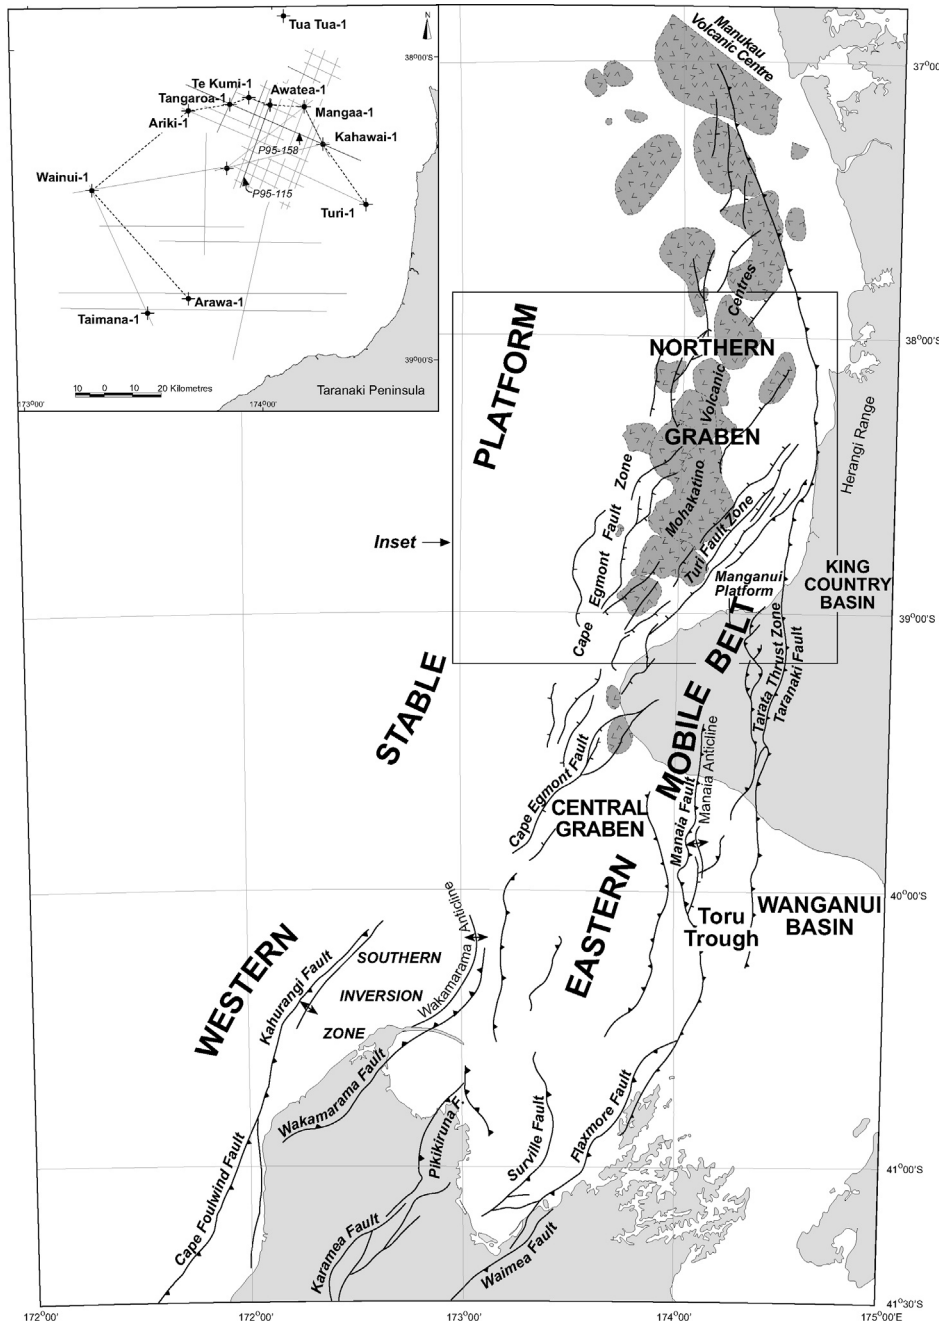 N
Tua Tua-1
38°00'S
Te Kumi-1
Awatea-1
Tangaroa-1
Mangaa-1
Ariki-1
Kahawai-1
P95-158
Wainui-1
P95-115
Turi-1
Arawa-1
Taimana-1
39°00'S
10 0 10 20 Kilometres
Taranaki Peninsula
173°00'
174°00'
Manukau
Volcanic Centre
37°00'S
Centres
PLATFORM
NORTHERN
38°00'S
Volcanic
GRABEN
Herangi Range
Zone
Mohakatino
Fault
Turi Fault Zone
Inset
Egmont
Cape
Manganui
Platform
KING
COUNTRY
BASIN
39°00'S
BELT
Tarata Thrust Zone
Taranaki Fault
STABLE
MOBILE
Manaia Anticline
Cape Egmont Fault
Manaia Fault
CENTRAL
GRABEN
40°00'S
EASTERN
Toru
Trough
WANGANUI
BASIN
Wakamarama Anticline
WESTERN
Kahurangi Fault
SOUTHERN
INVERSION
ZONE
Wakamarama Fault
Pikikiruna F.
Surville Fault
Flaxmore Fault
41°00'S
Cape Foulwind Fault
Karamea Fault
Waimea Fault
41°30'S
172°00'
172°00'
173°00'
174°00'
175°00'E